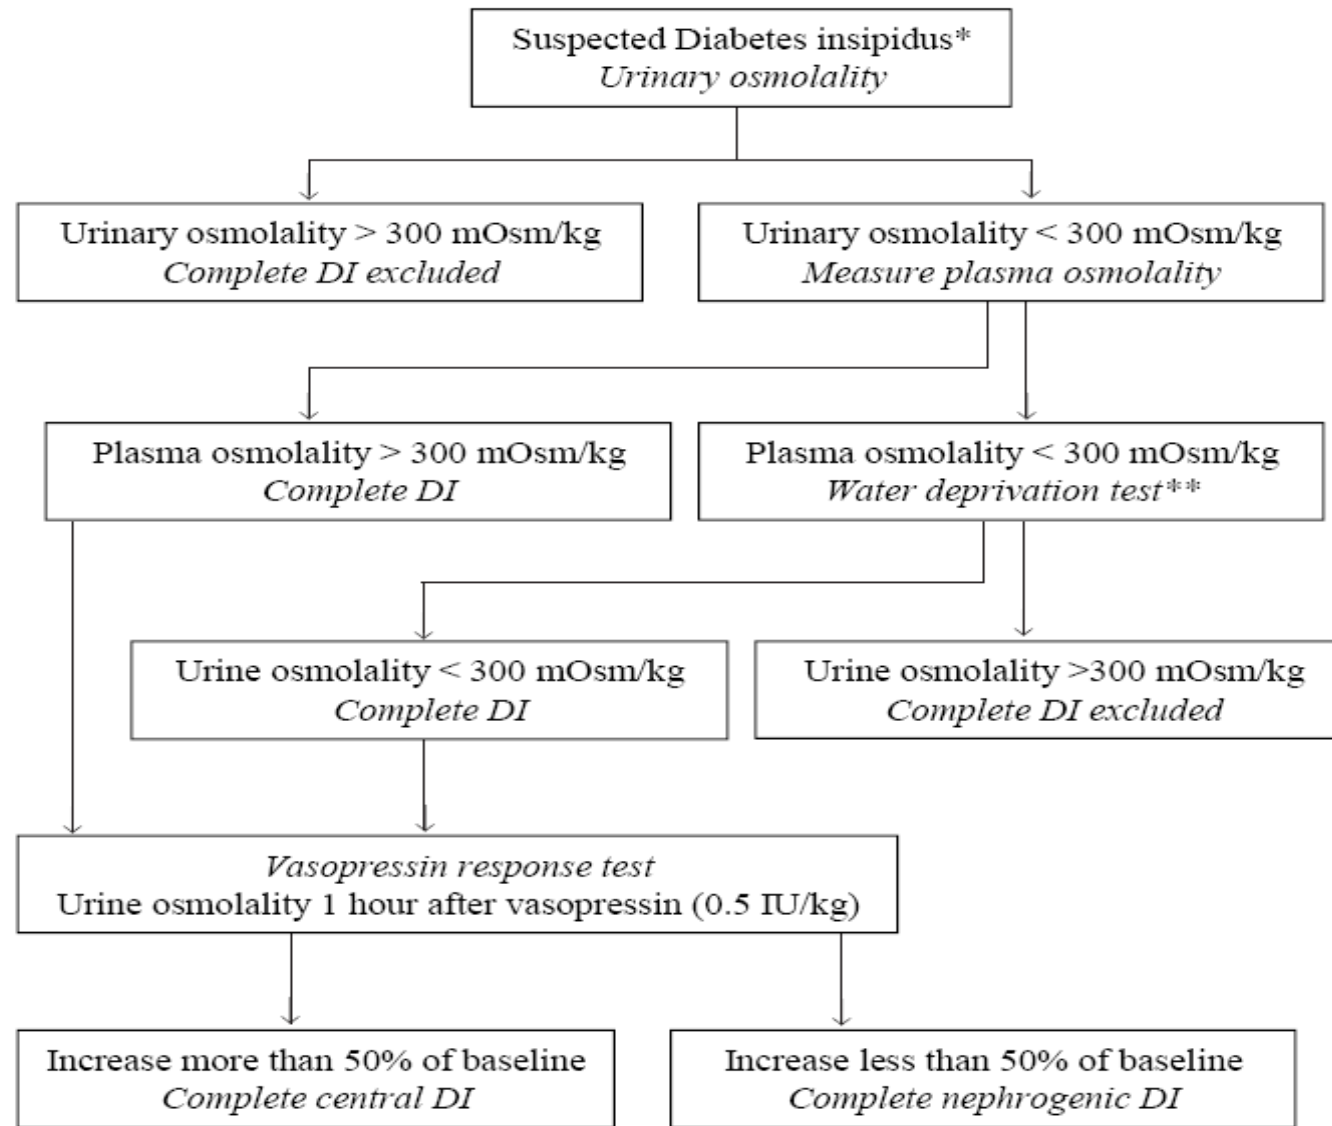 Suspected Diabetes insipidus*
Urinary osmolality
Urinary osmolality > 300 mOsm/kg
Complete DI excluded
Urinary osmolality < 300 mOsm/kg
Measure plasma osmolality
Plasma osmolality > 300 mOsm/kg
Complete DI
Plasma osmolality < 300 mOsm/kg
Water deprivation test**
Urine osmolality < 300 mOsm/kg
Complete DI
Urine osmolality >300 mOsm/kg
Complete DI excluded
Vasopressin response test
Urine osmolality 1 hour after vasopressin (0.5 IU/kg)
Increase more than 50% of baseline
Complete central DI
Increase less than 50% of baseline
Complete nephrogenic DI